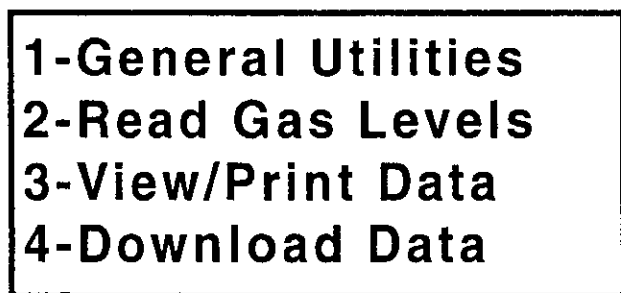 1-General Utilities
2-Read Gas Levels
3-View/Print Data
4-Download Data